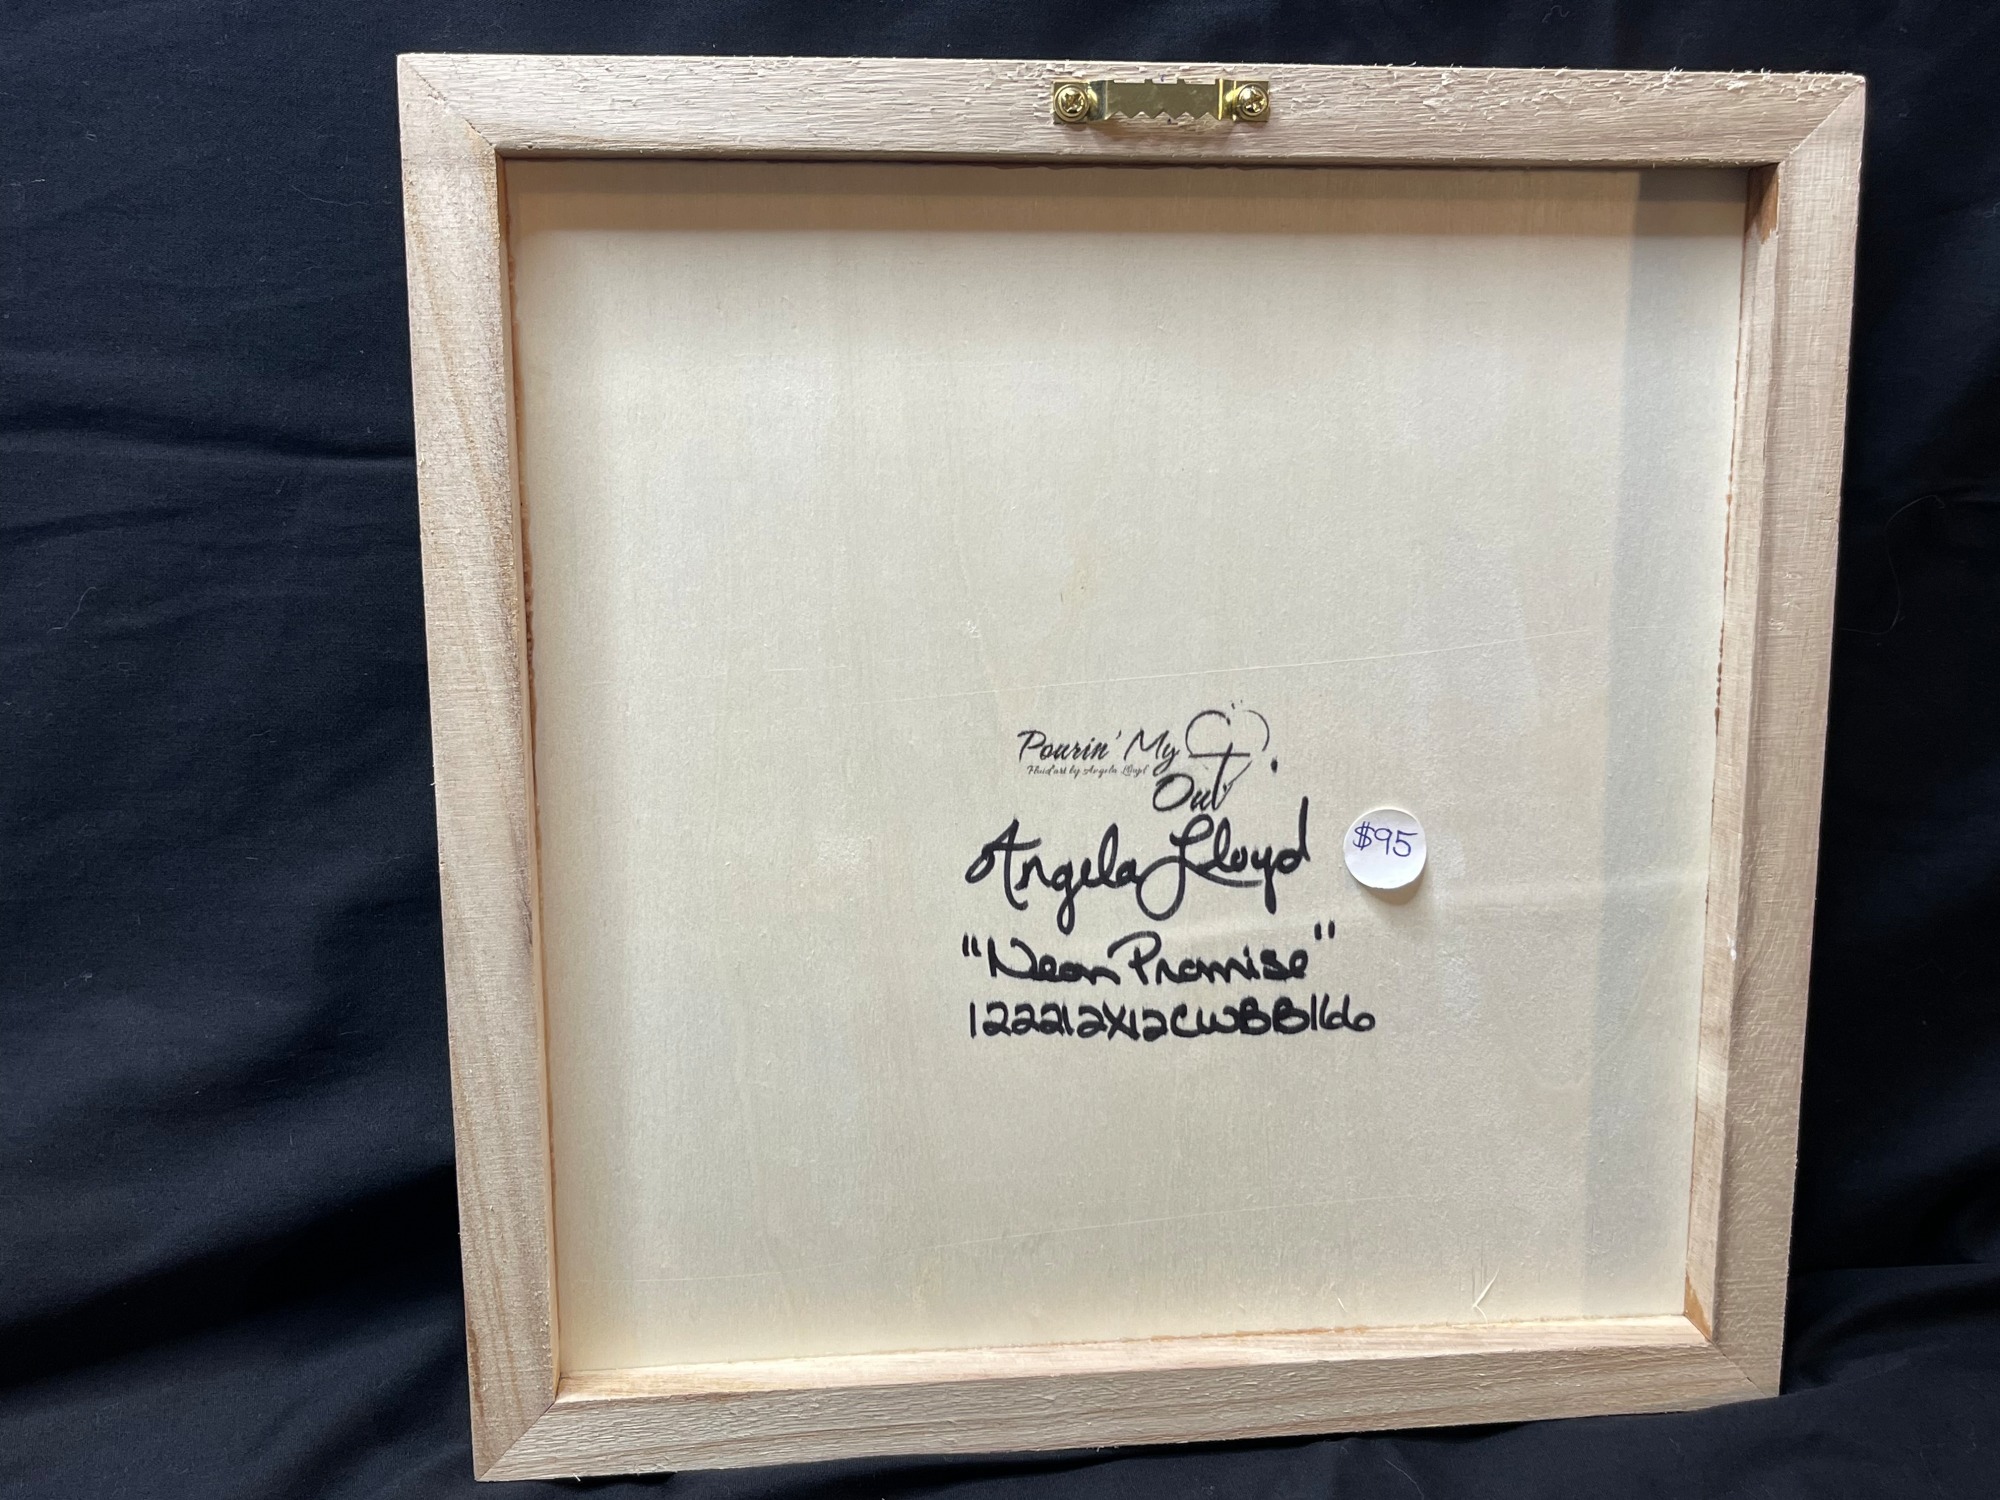 Pourin' My
Fluid art by Angela Lloyd
Out
Angela Lloyd
$95
"Neon Promise"
122212X12CWBB166